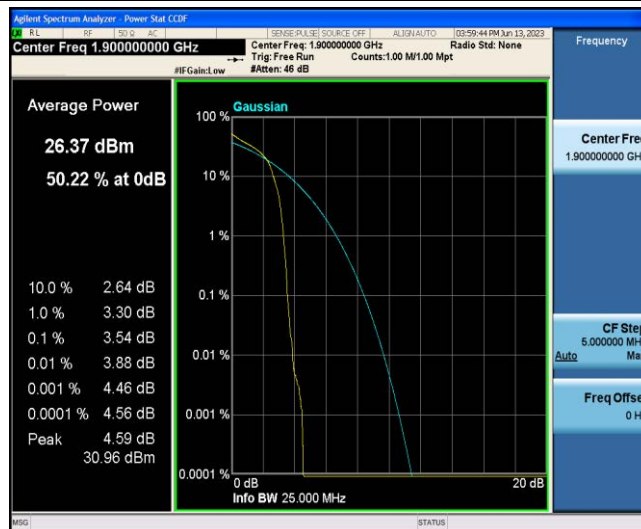 Agilent Spectrum Analyzer - Power Stat CCDF
RL RF 50 Ω AC SENSE:PULSE SOURCE OFF ALIGN AUTO 03:59:44 PM Jun 13, 2023
Center Freq 1.900000000 GHz
Center Freq: 1.900000000 GHz Radio Std: None
Trig: Free Run Counts:1.00 M/1.00 Mpt
#IFGain:Low #Atten: 46 dB
Frequency
Average Power
26.37 dBm
50.22 % at 0dB
10.0 % 2.64 dB
1.0 % 3.30 dB
0.1 % 3.54 dB
0.01 % 3.88 dB
0.001 % 4.46 dB
0.0001 % 4.56 dB
Peak 4.59 dB
30.96 dBm
Gaussian
100 %
10 %
1 %
0.1 %
0.01 %
0.001 %
0.0001 %
0 dB 20 dB
Info BW 25.000 MHz
Center Fre
1.900000000 GH
CF Ste
5.000000 MH
Auto Ma
Freq Offse
0 H
MSG STATUS